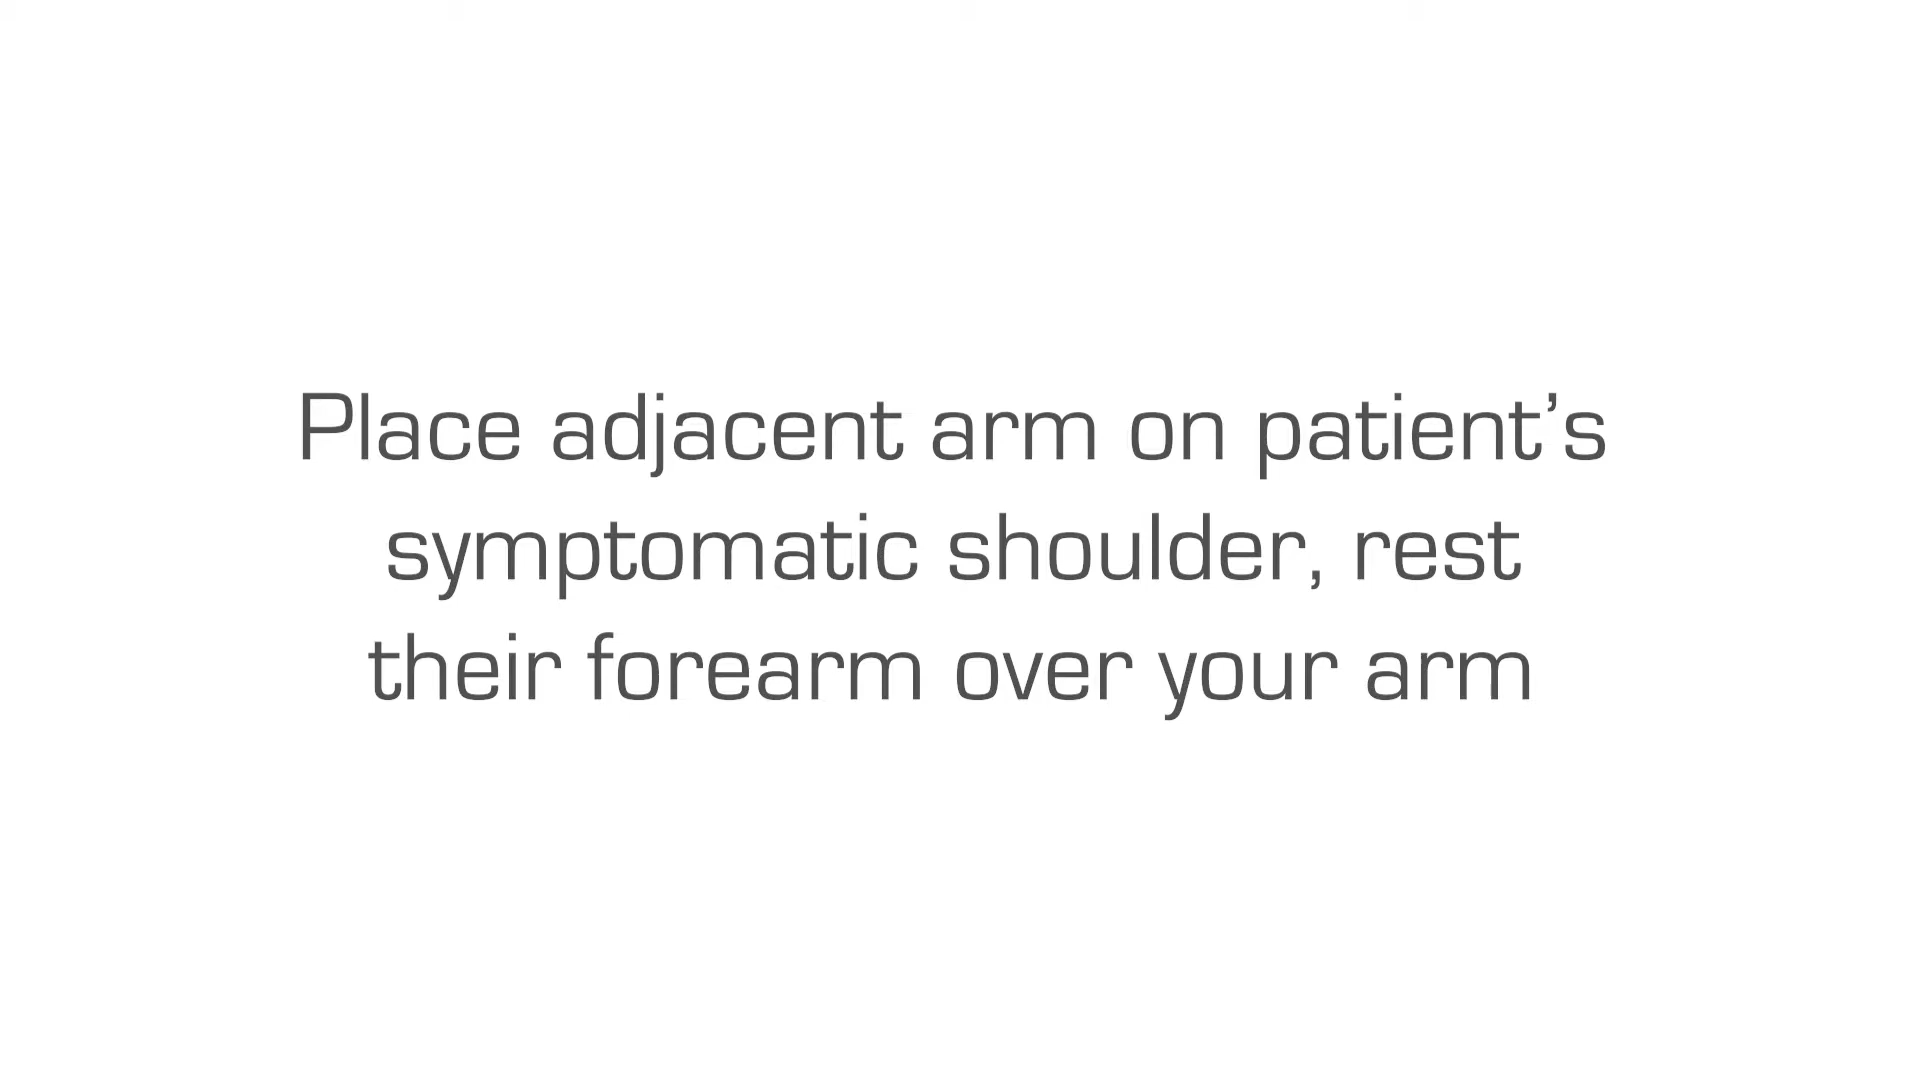 Place adjacent arm on patient’s
symptomatic shoulder, rest
their forearm over your arm